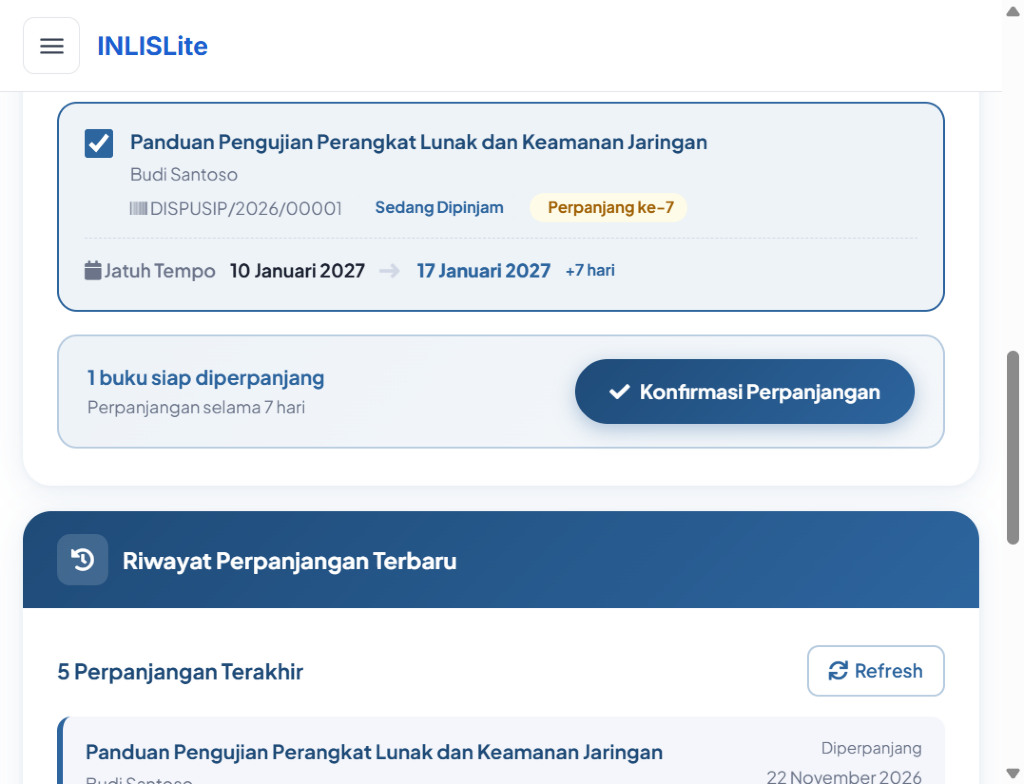 INLISLite
Panduan Pengujian Perangkat Lunak dan Keamanan Jaringan
Budi Santoso
DISPUSIP/2026/00001 Sedang Dipinjam Perpanjang ke-7
Jatuh Tempo 10 Januari 2027 → 17 Januari 2027 +7 hari
1 buku siap diperpanjang
Perpanjangan selama 7 hari
Konfirmasi Perpanjangan
Riwayat Perpanjangan Terbaru
5 Perpanjangan Terakhir
Refresh
Panduan Pengujian Perangkat Lunak dan Keamanan Jaringan
Diperpanjang
Budi Santoso
22 November 2026